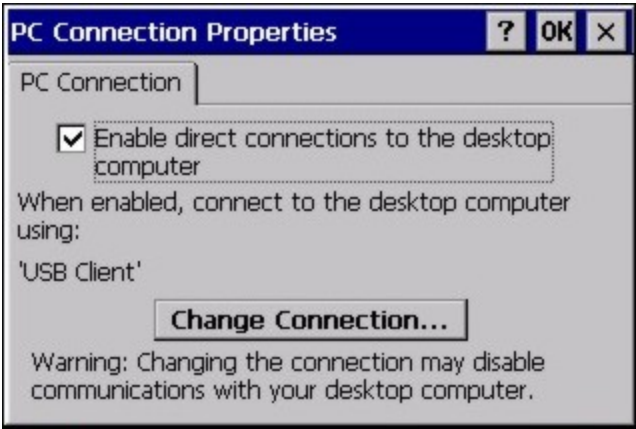 PC Connection Properties ? OK ×
PC Connection
Enable direct connections to the desktop
computer
When enabled, connect to the desktop computer
using:
'USB Client'
Change Connection...
Warning: Changing the connection may disable
communications with your desktop computer.